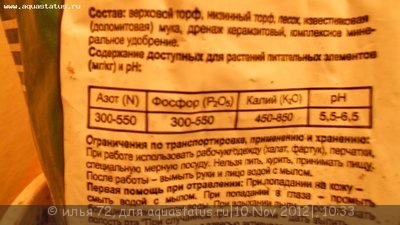 www.aquastatus.ru
Состав: верховой торф, низинный торф, песок, известняковая
(доломитовая) мука, дренаж керамзитовый, комплексное мине-
ральное удобрение.
Содержание доступных для растений питательных элементов
(мг/кг) и pH:
Азот (N) Фосфор (P₂O₅) Калий (K₂O) pH
300-550 300-550 450-850 5,5-6,5
Ограничения по транспортировке, применению и хранению:
При работе использовать рабочую одежду (халат, фартук), перчатки,
специальную мерную посуду. Нельзя пить, курить, принимать пищу.
После работы – вымыть руки и лицо водой с мылом.
Первая помощь при отравлении: При попадании на кожу –
смыть водой с мылом. При попадании в глаза – промыть
© илья 72, для aquastatus.ru|10 Nov 2012| 10:33